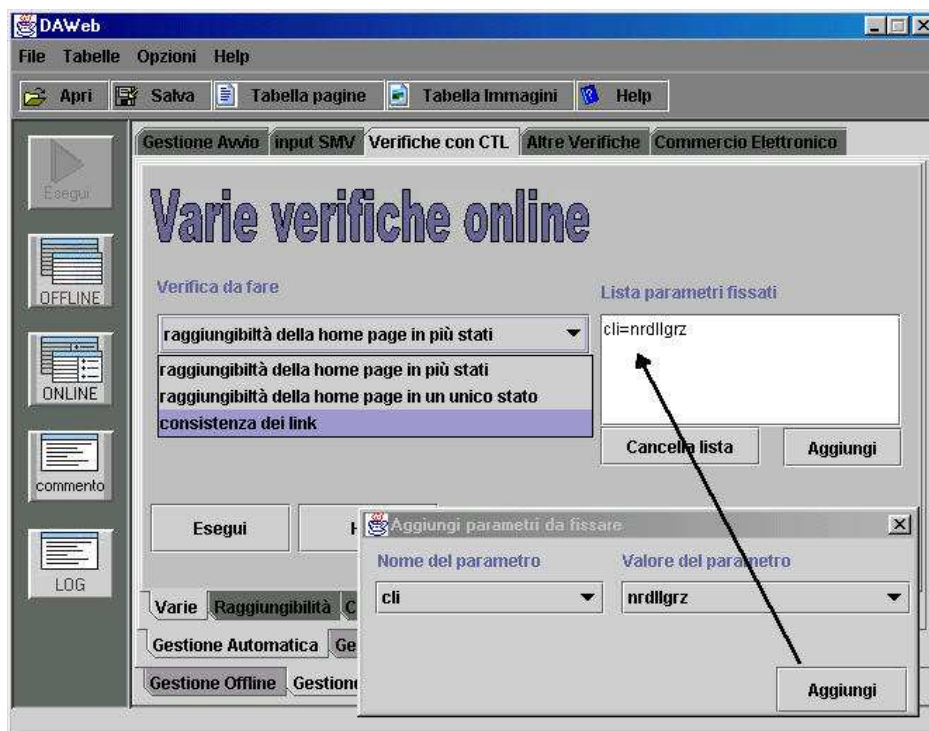 DAWeb
File Tabelle Opzioni Help
Apri Salva Tabella pagine Tabella Immagini Help
Gestione Avvio input SMV Verifiche con CTL Altre Verifiche Commercio Elettronico
Esegui
OFFLINE
ONLINE
commento
LOG
Varie verifiche online
Verifica da fare
raggiungibiltà della home page in più stati
raggiungibiltà della home page in più stati
raggiungibiltà della home page in un unico stato
consistenza dei link
Lista parametri fissati
cli=nrdllgrz
Cancella lista Aggiungi
Esegui
Aggiungi parametri da fissare
Nome del parametro Valore del parametro
cli nrdllgrz
Aggiungi
Varie Raggiungibilità
Gestione Automatica
Gestione Offline